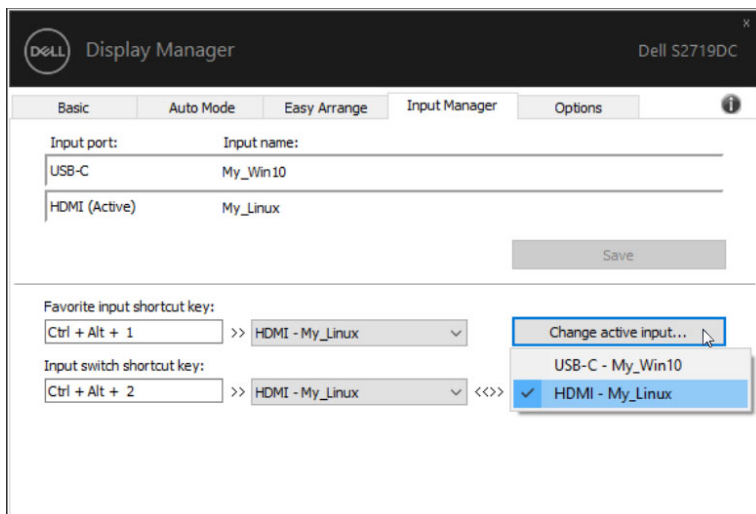 x
DELL Display Manager Dell S2719DC
Basic Auto Mode Easy Arrange Input Manager Options i
Input port: Input name:
USB-C My_Win10
HDMI (Active) My_Linux
Save
Favorite input shortcut key:
Ctrl + Alt + 1 >> HDMI - My_Linux Change active input...
Input switch shortcut key:
USB-C - My_Win10
Ctrl + Alt + 2 >> HDMI - My_Linux <<>> HDMI - My_Linux